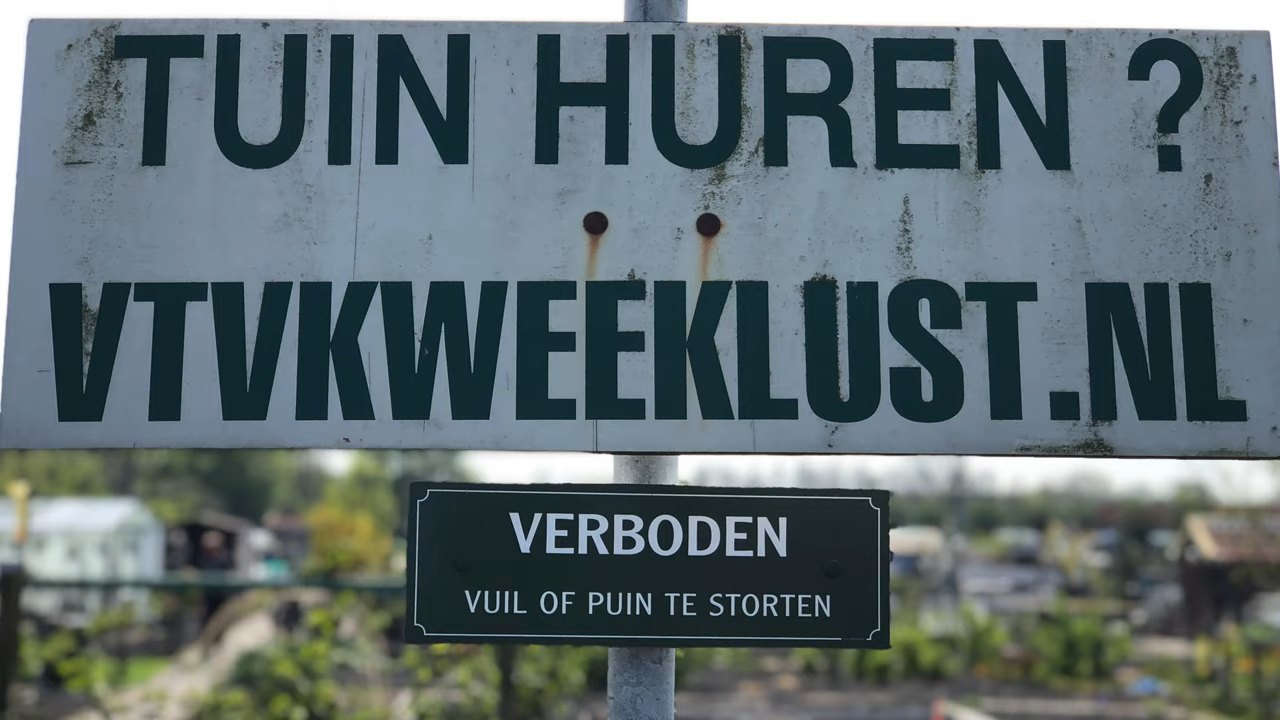 TUIN HUREN ?
VTVKWEEKLUST.NL
VERBODEN
VUIL OF PUIN TE STORTEN